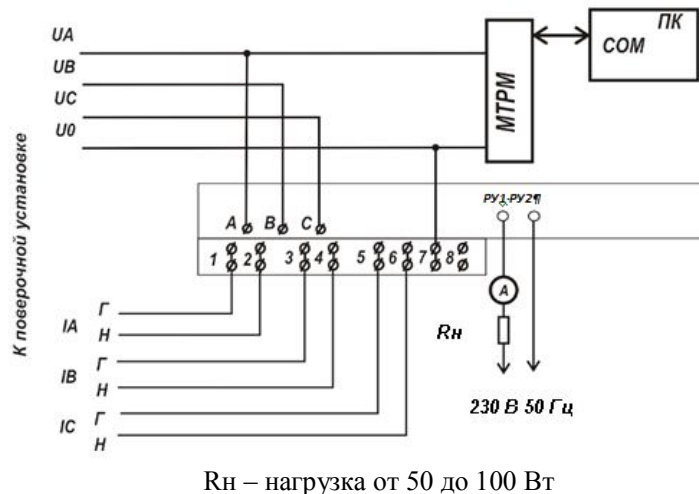 UA
UB
UC
U0
ПК
COM
МТРМ
К поверочной установке
РУ1-РУ2¶
A B C
1 2 3 4 5 6 7 8
A
Rн
IA Г
Н
IB Г
Н
IC Г
Н
230 В 50 Гц
Rн – нагрузка от 50 до 100 Вт